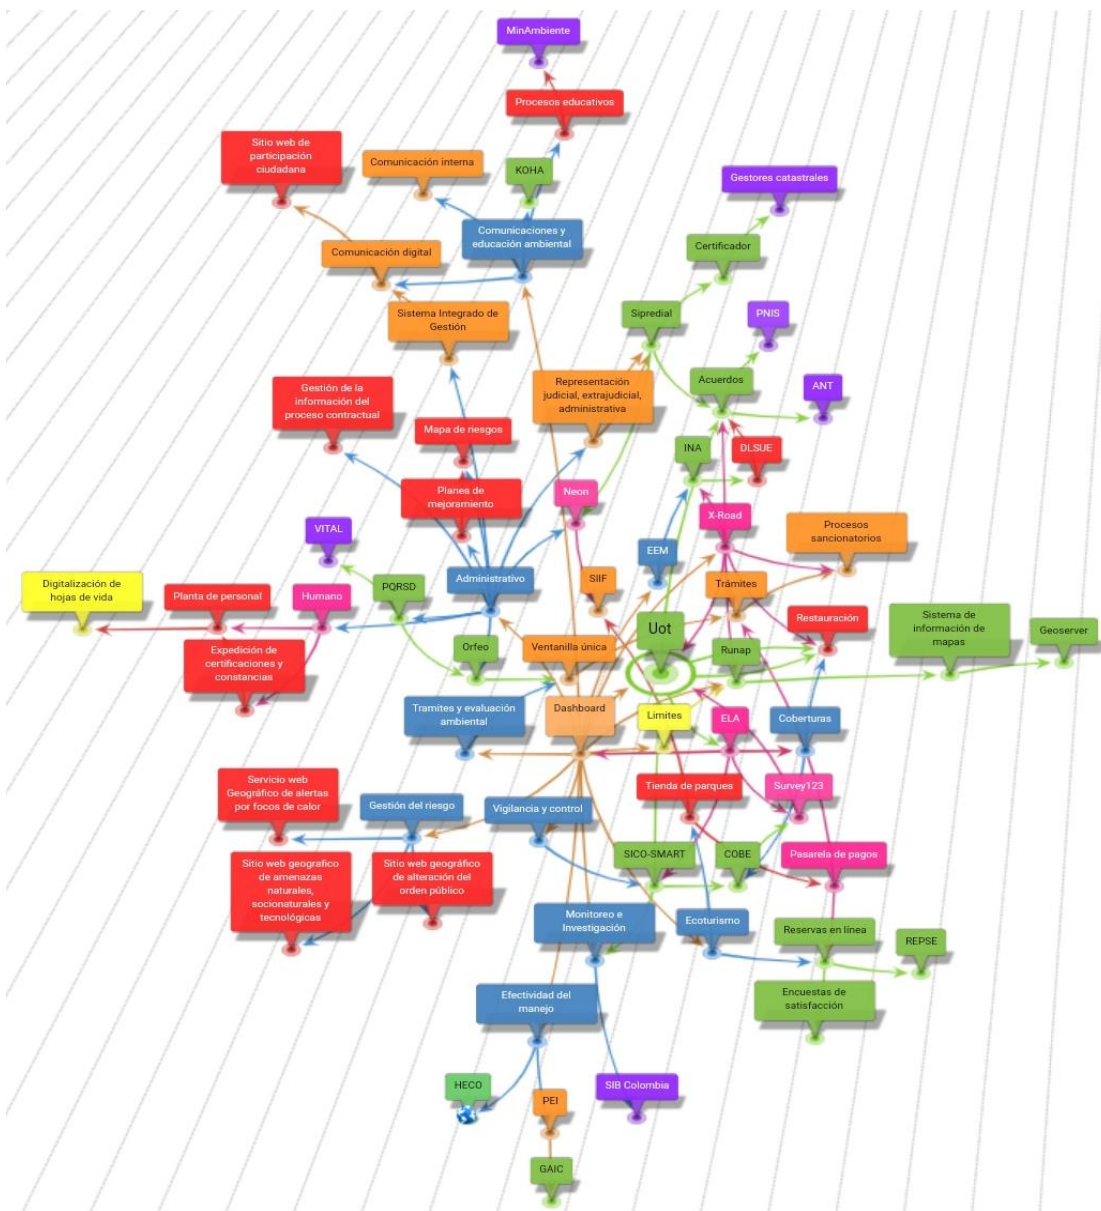 MinAmbiente
Procesos educativos
Sitio web de
participación
ciudadana
Comunicación interna
KOHA
Gestores catastrales
Comunicaciones y
educación ambiental
Comunicación digital
Certificador
Sistema Integrado de
Gestión
Sipredial
PNIS
Gestión de la
información del
proceso contractual
Representación
judicial, extrajudicial,
administrativa
Acuerdos
ANT
Mapa de riesgos
INA
DLSUE
Planes de
mejoramiento
Neon
X-Road
Procesos
sancionatorios
VITAL
EEM
Digitalización de
hojas de vida
Planta de personal
Humano
PQRSD
Administrativo
SIIF
Trámites
Expedición de
certificaciones y
constancias
Orfeo
Ventanilla única
Uot
Runap
Restauración
Sistema de
información de
mapas
Geoserver
Tramites y evaluación
ambiental
Dashboard
Limites
ELA
Coberturas
Servicio web
Geográfico de alertas
por focos de calor
Gestión del riesgo
Vigilancia y control
Tienda de parques
Survey123
Sitio web geografico
de amenazas
naturales,
socionaturales y
tecnológicas
Sitio web geográfico
de alteración del
orden público
SICO-SMART
COBE
Pasarela de pagos
Monitoreo e
Investigación
Ecoturismo
Reservas en línea
REPSE
Efectividad del
manejo
Encuestas de
satisfacción
HECO
PEI
SIB Colombia
GAIC